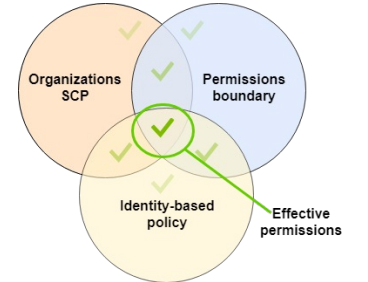 Organizations
SCP
Permissions
boundary
Identity-based
policy
Effective
permissions